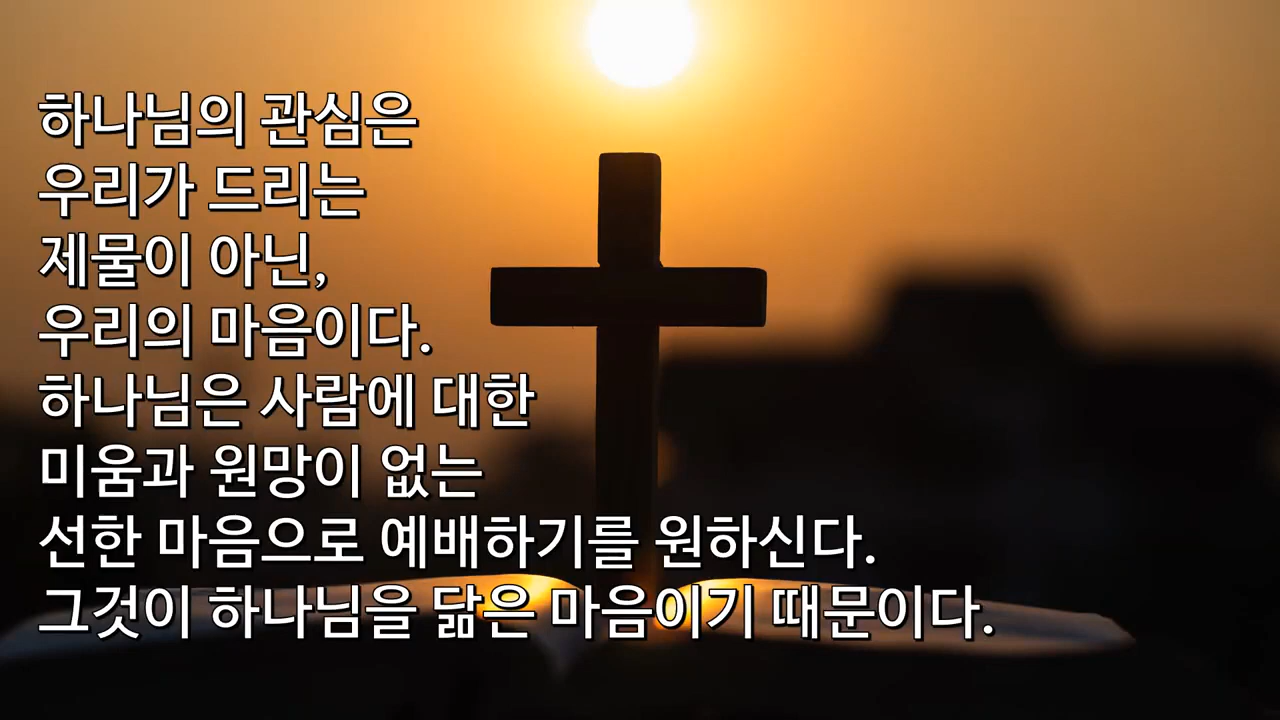 하나님의 관심은
우리가 드리는
제물이 아닌,
우리의 마음이다.
하나님은 사람에 대한
미움과 원망이 없는
선한 마음으로 예배하기를 원하신다.
그것이 하나님을 닮은 마음이기 때문이다.